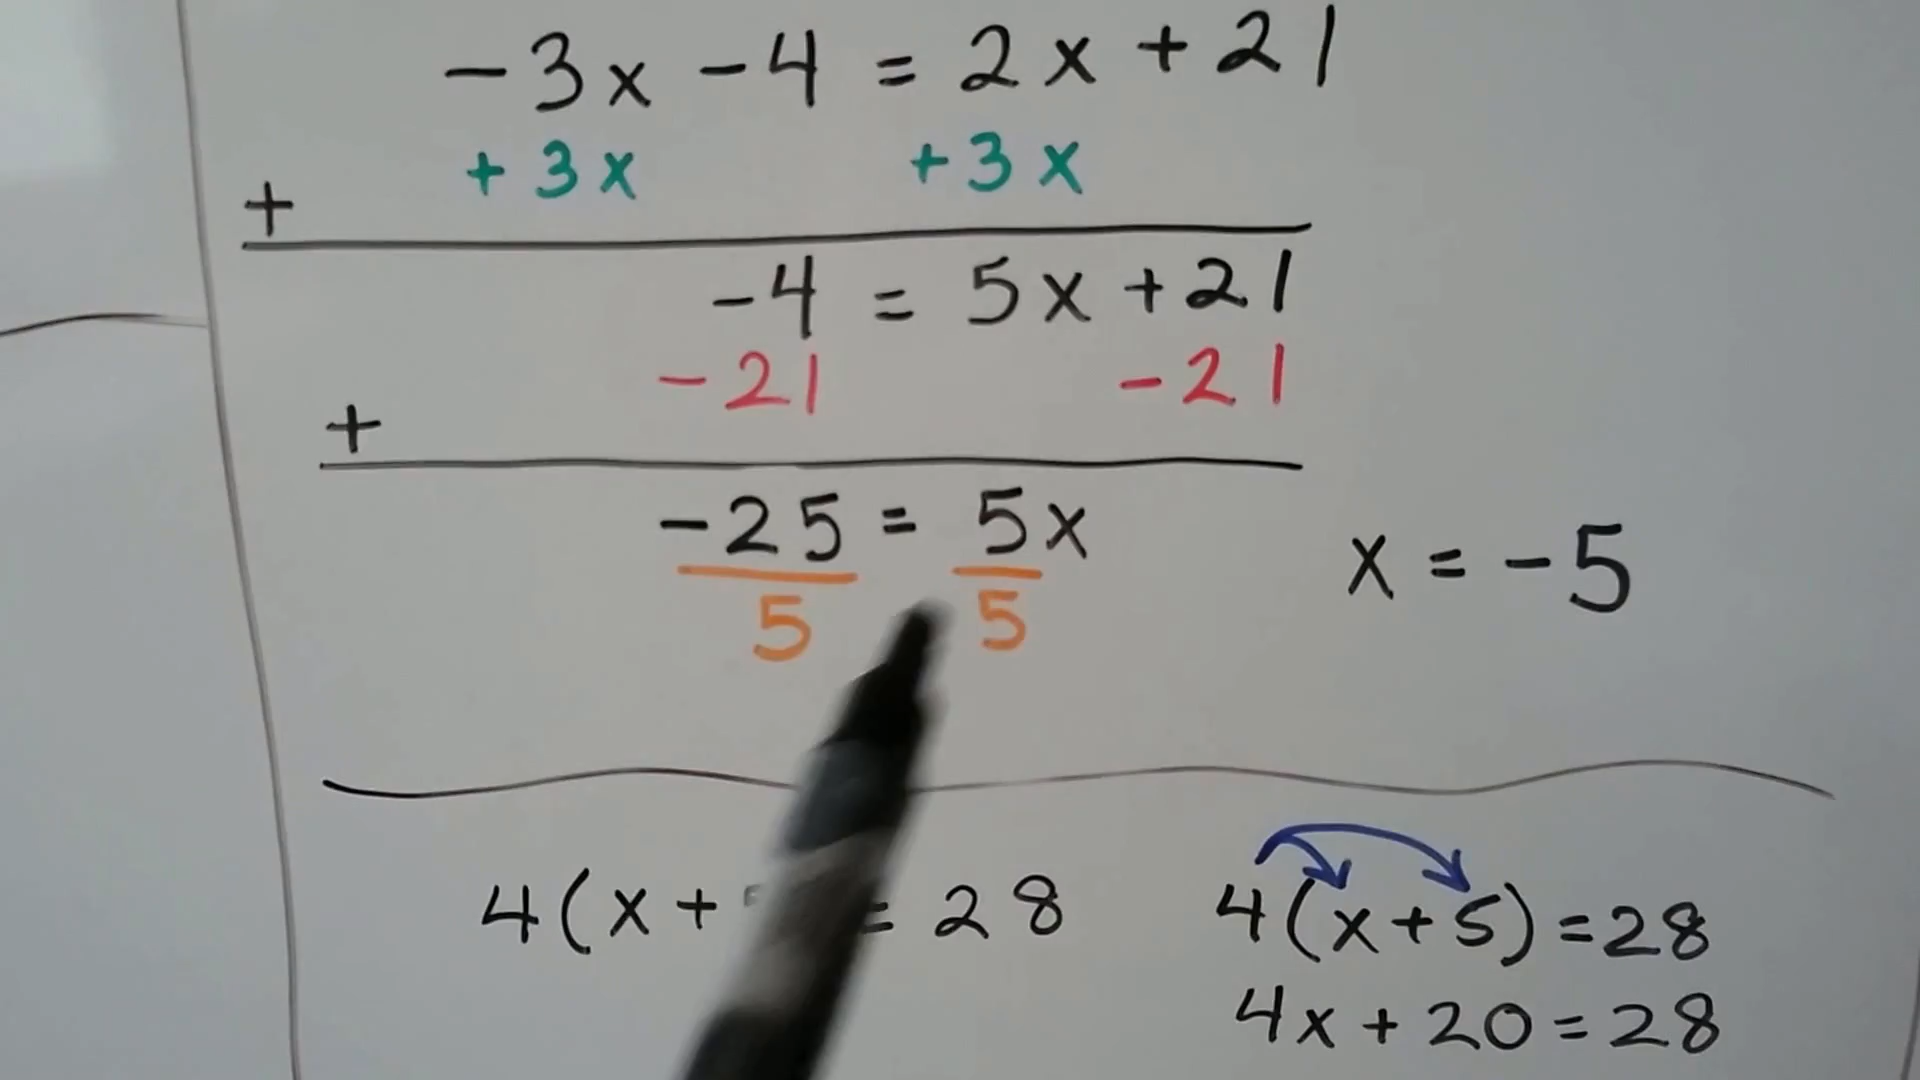 -3x -4 = 2x + 21
+ 3x + 3x
+
-4 = 5x + 21
-21 -21
+
-25 = 5x
5 5
x = -5
4(x + = 28
4(x + 5) = 28
4x + 20 = 28